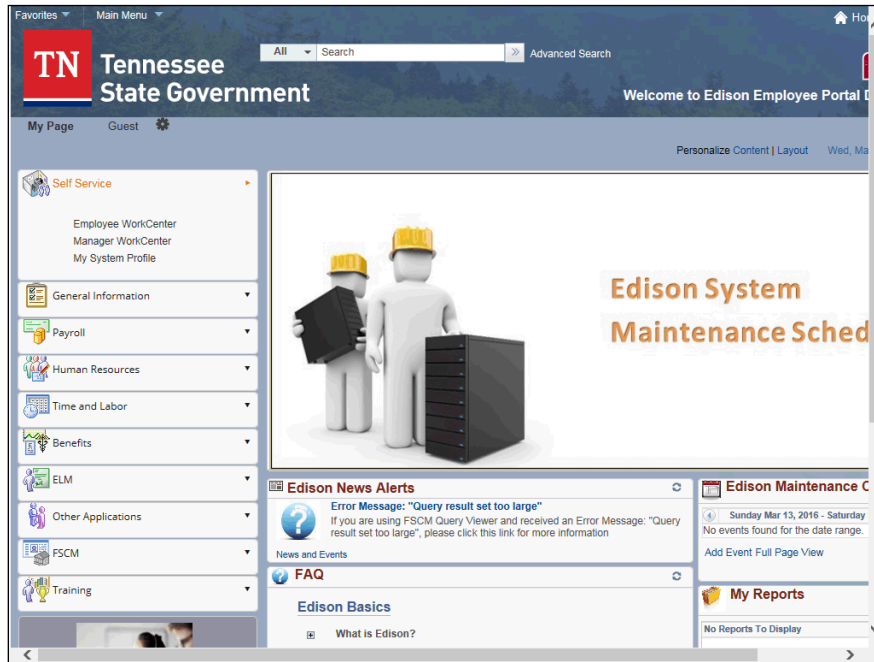 Favorites Main Menu Hom
TN Tennessee State Government
All Search Advanced Search
Welcome to Edison Employee Portal
My Page Guest
Personalize Content | Layout Wed, Ma
Self Service
Employee WorkCenter
Manager WorkCenter
My System Profile
General Information
Payroll
Human Resources
Time and Labor
Benefits
ELM
Other Applications
FSCM
Training
Edison System
Maintenance Sched
Edison News Alerts
Error Message: "Query result set too large"
If you are using FSCM Query Viewer and received an Error Message: "Query
result set too large", please click this link for more information
News and Events
FAQ
Edison Basics
What is Edison?
Edison Maintenance C
Sunday Mar 13, 2016 - Saturday
No events found for the date range.
Add Event Full Page View
My Reports
No Reports To Display